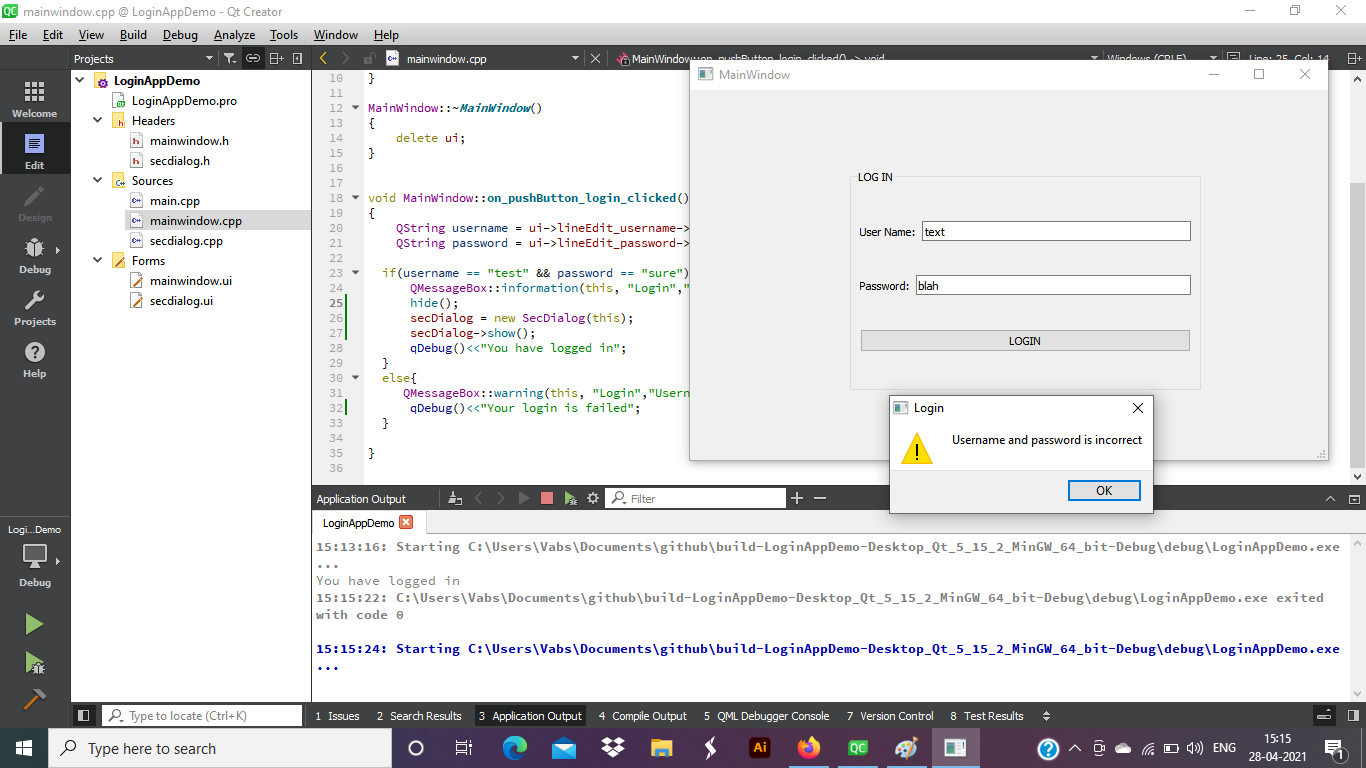 QC mainwindow.cpp @ LoginAppDemo - Qt Creator
File Edit View Build Debug Analyze Tools Window Help
Projects
mainwindow.cpp
MainWindow::on_pushButton_login_clicked() -> void
Windows (CRLF)
Line: 25, Col: 14
Welcome
Edit
Design
Debug
Projects
Help
Logi...Demo
Debug
LoginAppDemo
LoginAppDemo.pro
Headers
mainwindow.h
secdialog.h
Sources
main.cpp
mainwindow.cpp
secdialog.cpp
Forms
mainwindow.ui
secdialog.ui
10 }
11
12 MainWindow::~MainWindow()
13 {
14 delete ui;
15 }
16
17
18 void MainWindow::on_pushButton_login_clicked()
19 {
20 QString username = ui->lineEdit_username->
21 QString password = ui->lineEdit_password->
22
23 if(username == "test" && password == "sure")
24 QMessageBox::information(this, "Login","
25 hide();
26 secDialog = new SecDialog(this);
27 secDialog->show();
28 qDebug()<<"You have logged in";
29 }
30 else{
31 QMessageBox::warning(this, "Login","Usern
32 qDebug()<<"Your login is failed";
33 }
34
35 }
36
MainWindow
LOG IN
User Name: text
Password: blah
LOGIN
Login
Username and password is incorrect
OK
Application Output
Filter
LoginAppDemo
15:13:16: Starting C:\Users\Vabs\Documents\github\build-LoginAppDemo-Desktop_Qt_5_15_2_MinGW_64_bit-Debug\debug\LoginAppDemo.exe
...
You have logged in
15:15:22: C:\Users\Vabs\Documents\github\build-LoginAppDemo-Desktop_Qt_5_15_2_MinGW_64_bit-Debug\debug\LoginAppDemo.exe exited
with code 0
15:15:24: Starting C:\Users\Vabs\Documents\github\build-LoginAppDemo-Desktop_Qt_5_15_2_MinGW_64_bit-Debug\debug\LoginAppDemo.exe
...
Type to locate (Ctrl+K)
1 Issues 2 Search Results 3 Application Output 4 Compile Output 5 QML Debugger Console 7 Version Control 8 Test Results
Type here to search
Ai
QC
ENG
15:15
28-04-2021
1